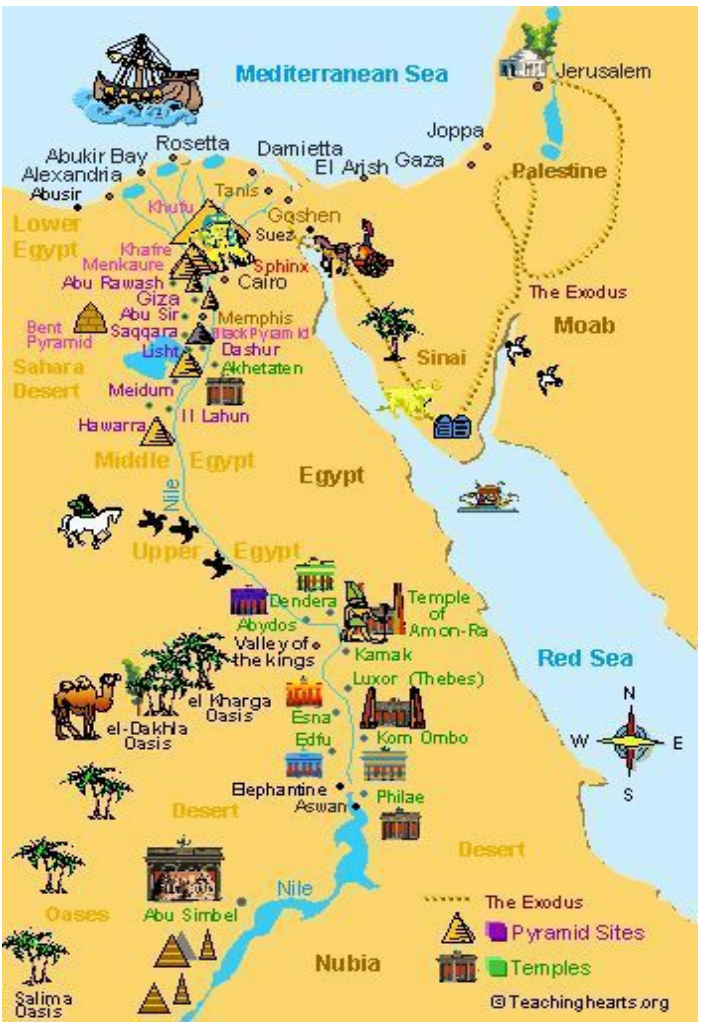 Mediterranean Sea
Jerusalem
Joppa
Damietta
Rosetta
Abukir Bay
Alexandria
Abusir
El Arish
Gaza
Palestine
Tanis
Khufu
Goshen
Suez
Lower
Egypt
Khafre
Menkaure
Sphinx
Abu Rawash
Cairo
Giza
The Exodus
Abu Sir
Memphis
Moab
Bent
Pyramid
Saqqara
Black Pyramid
Lisht
Dashur
Sinai
Sahara
Desert
Akhetaten
Meidum
II Lahun
Hawarra
Middle Egypt
Egypt
Nile
Upper Egypt
Dendera
Temple
of
Amon-Ra
Abydos
Valley of
the kings
Karnak
Red Sea
Luxor (Thebes)
el Kharga
Oasis
el-Dakhla
Oasis
Esna
Edfu
Kom Ombo
N
W
E
S
Elephantine
Aswan
Philae
Desert
Desert
Nile
Oases
Abu Simbel
The Exodus
Pyramid Sites
Temples
Nubia
Salima
Oasis
© Teachinghearts.org